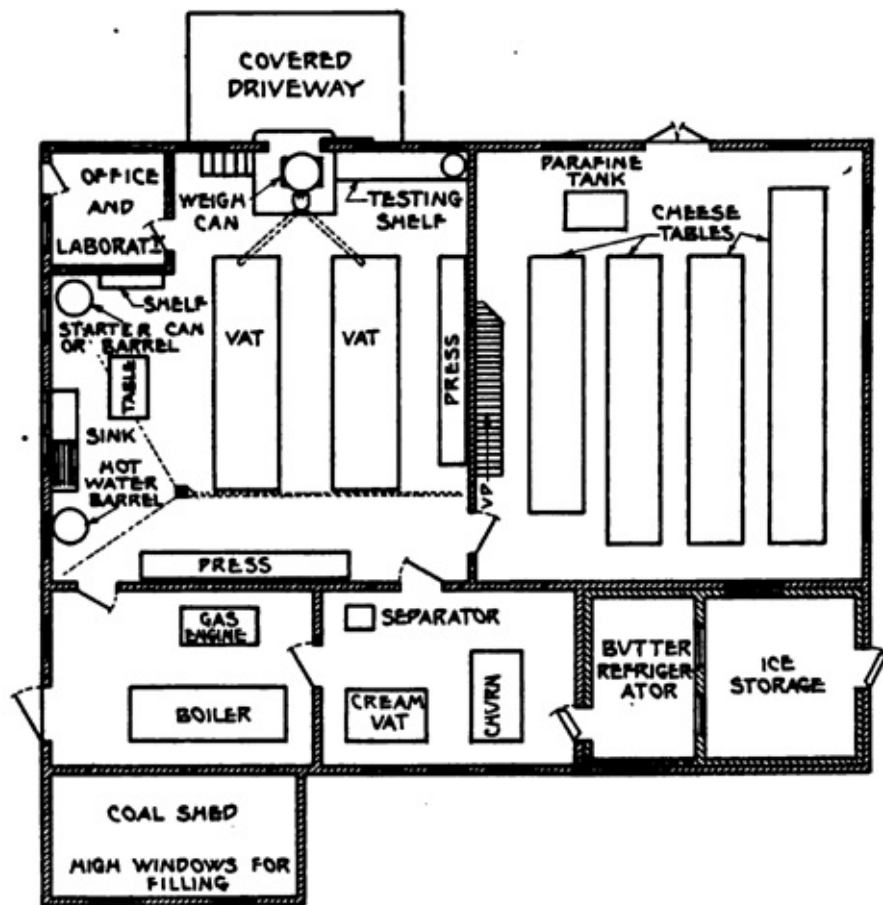 COVERED
DRIVEWAY
OFFICE
AND
LABORATI
WEIGH
CAN
TESTING
SHELF
PARAFINE
TANK
CHEESE
TABLES
SHELF
STARTER CAN
OR BARREL
VAT
VAT
PRESS
TABLE
SINK
HOT
WATER
BARREL
UP
PRESS
GAS
ENGINE
SEPARATOR
BUTTER
REFRIGER-
ATOR
ICE
STORAGE
BOILER
CREAM
VAT
CHURN
COAL SHED
HIGH WINDOWS FOR
FILLING